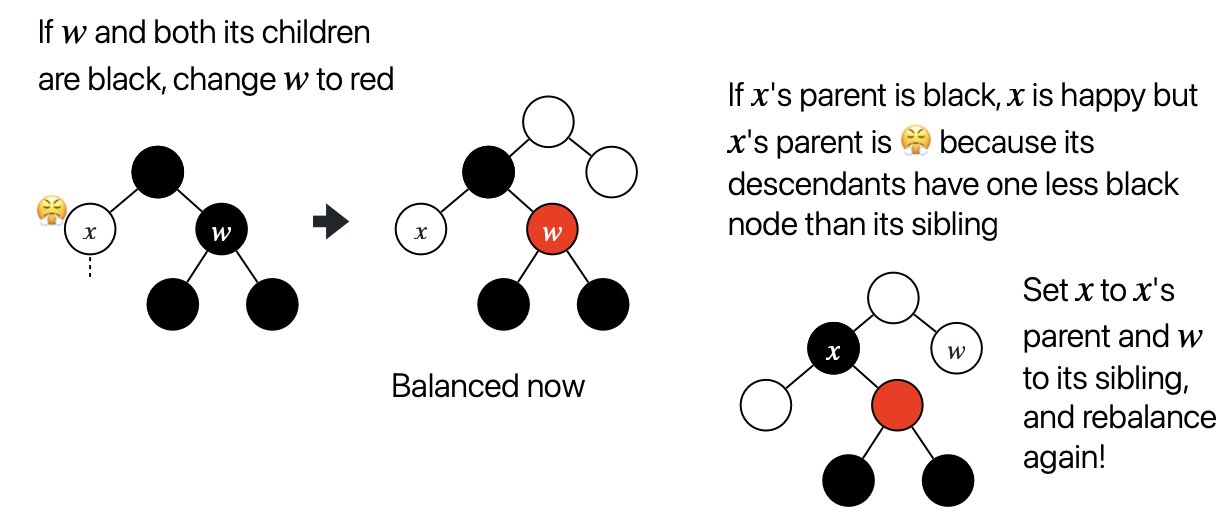 If w and both its children
are black, change w to red
x
w
x
w
Balanced now
If x's parent is black, x is happy but
x's parent is 😤 because its
descendants have one less black
node than its sibling
x
w
Set x to x's
parent and w
to its sibling,
and rebalance
again!